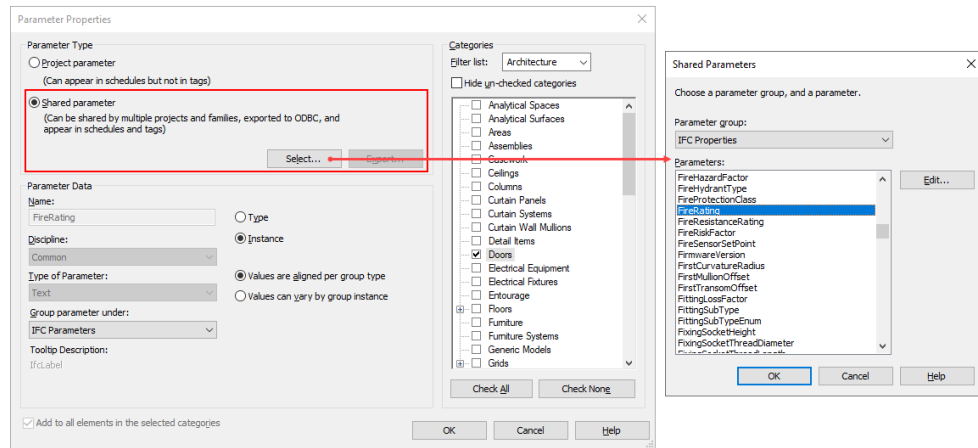 Parameter Properties
Parameter Type
Project parameter
(Can appear in schedules but not in tags)
Shared parameter
(Can be shared by multiple projects and families, exported to ODBC, and
appear in schedules and tags)
Select...
Export...
Parameter Data
Name:
FireRating
Discipline:
Common
Type of Parameter:
Text
Group parameter under:
IFC Parameters
Tooltip Description:
IfcLabel
Type
Instance
Values are aligned per group type
Values can vary by group instance
Add to all elements in the selected categories
Categories
Filter list:
Architecture
Hide un-checked categories
Analytical Spaces
Analytical Surfaces
Areas
Assemblies
Casework
Ceilings
Columns
Curtain Panels
Curtain Systems
Curtain Wall Mullions
Detail Items
Doors
Electrical Equipment
Electrical Fixtures
Entourage
Floors
Furniture
Furniture Systems
Generic Models
Grids
Check All
Check None
OK
Cancel
Help
Shared Parameters
Choose a parameter group, and a parameter.
Parameter group:
IFC Properties
Parameters:
FireHazardFactor
FireHydrantType
FireProtectionClass
FireRating
FireResistanceRating
FireRiskFactor
FireSensorSetPoint
FirmwareVersion
FirstCurvatureRadius
FirstMullionOffset
FirstTransomOffset
FittingLossFactor
FittingSubType
FittingSubTypeEnum
FixingSocketHeight
FixingSocketThreadDiameter
FixingSocketThreadLength
Edit...
OK
Cancel
Help